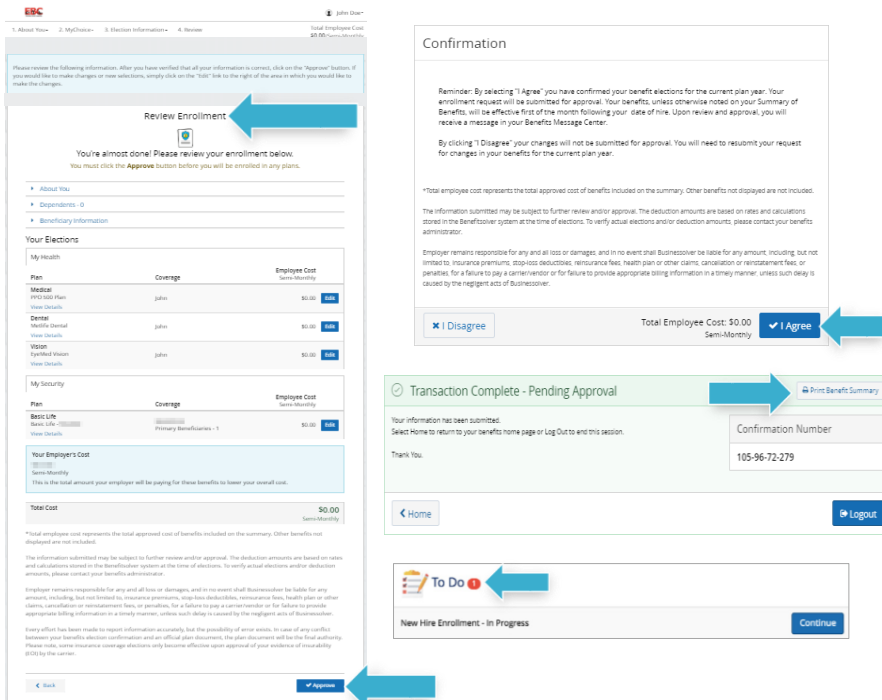 EBC
John Doe
1. About You 2. MyChoice 3. Election Information 4. Review
Total Employee Cost
$0.00 Semi-Monthly
Please review the following information. After you have verified that all your information is correct, click on the "Approve" button. If
you would like to make changes or new selections, simply click on the "Edit" link to the right of the area in which you would like to
make the changes.
Review Enrollment
You're almost done! Please review your enrollment below.
You must click the Approve button before you will be enrolled in any plans.
About You
Dependents - 0
Beneficiary Information
Your Elections
My Health
Plan Coverage Employee Cost
Semi-Monthly
Medical
PPO 500 Plan John $0.00 Edit
View Details
Dental
Metlife Dental John $0.00 Edit
View Details
Vision
EyeMed Vision John $0.00 Edit
View Details
My Security
Plan Coverage Employee Cost
Semi-Monthly
Basic Life
Basic Life - $0.00 Edit
Primary Beneficiaries - 1
View Details
Your Employer's Cost
Semi-Monthly
This is the total amount your employer will be paying for these benefits to lower your overall cost.
Total Cost $0.00
Semi-Monthly
*Total employee cost represents the total approved cost of benefits included on the summary. Other benefits not
displayed are not included.
The information submitted may be subject to further review and/or approval. The deduction amounts are based on rates
and calculations stored in the Benefitsolver system at the time of elections. To verify actual elections and/or deduction
amounts, please contact your benefits administrator.
Employer remains responsible for any and all loss or damages, and in no event shall Businessolver be liable for any
amount, including, but not limited to, insurance premiums, stop-loss deductibles, reinsurance fees, health plan or other
claims, cancellation or reinstatement fees, or penalties, for a failure to pay a carrier/vendor or for failure to provide
appropriate billing information in a timely manner, unless such delay is caused by the negligent acts of Businessolver.
Every effort has been made to report information accurately, but the possibility of error exists. In case of any conflict
between your benefits election confirmation and an official plan document, the plan document will be the final authority.
Please note, some insurance coverage elections only become effective upon approval of your evidence of insurability
(EOI) by the carrier.
Back
Approve
Confirmation
Reminder: By selecting "I Agree" you have confirmed your benefit elections for the current plan year. Your
enrollment request will be submitted for approval. Your benefits, unless otherwise noted on your Summary of
Benefits, will be effective first of the month following your date of hire. Upon review and approval, you will
receive a message in your Benefits Message Center.
By clicking "I Disagree" your changes will not be submitted for approval. You will need to resubmit your request
for changes in your benefits for the current plan year.
*Total employee cost represents the total approved cost of benefits included on the summary. Other benefits not displayed are not included.
The information submitted may be subject to further review and/or approval. The deduction amounts are based on rates and calculations
stored in the Benefitsolver system at the time of elections. To verify actual elections and/or deduction amounts, please contact your benefits
administrator.
Employer remains responsible for any and all loss or damages, and in no event shall Businessolver be liable for any amount, including, but not
limited to, insurance premiums, stop-loss deductibles, reinsurance fees, health plan or other claims, cancellation or reinstatement fees, or
penalties, for a failure to pay a carrier/vendor or for failure to provide appropriate billing information in a timely manner, unless such delay is
caused by the negligent acts of Businessolver.
I Disagree
Total Employee Cost: $0.00
Semi-Monthly
I Agree
Transaction Complete - Pending Approval
Print Benefit Summary
Your information has been submitted.
Select Home to return to your benefits home page or Log Out to end this session.
Thank You.
Confirmation Number
105-96-72-279
Home
Logout
To Do 1
New Hire Enrollment - In Progress
Continue